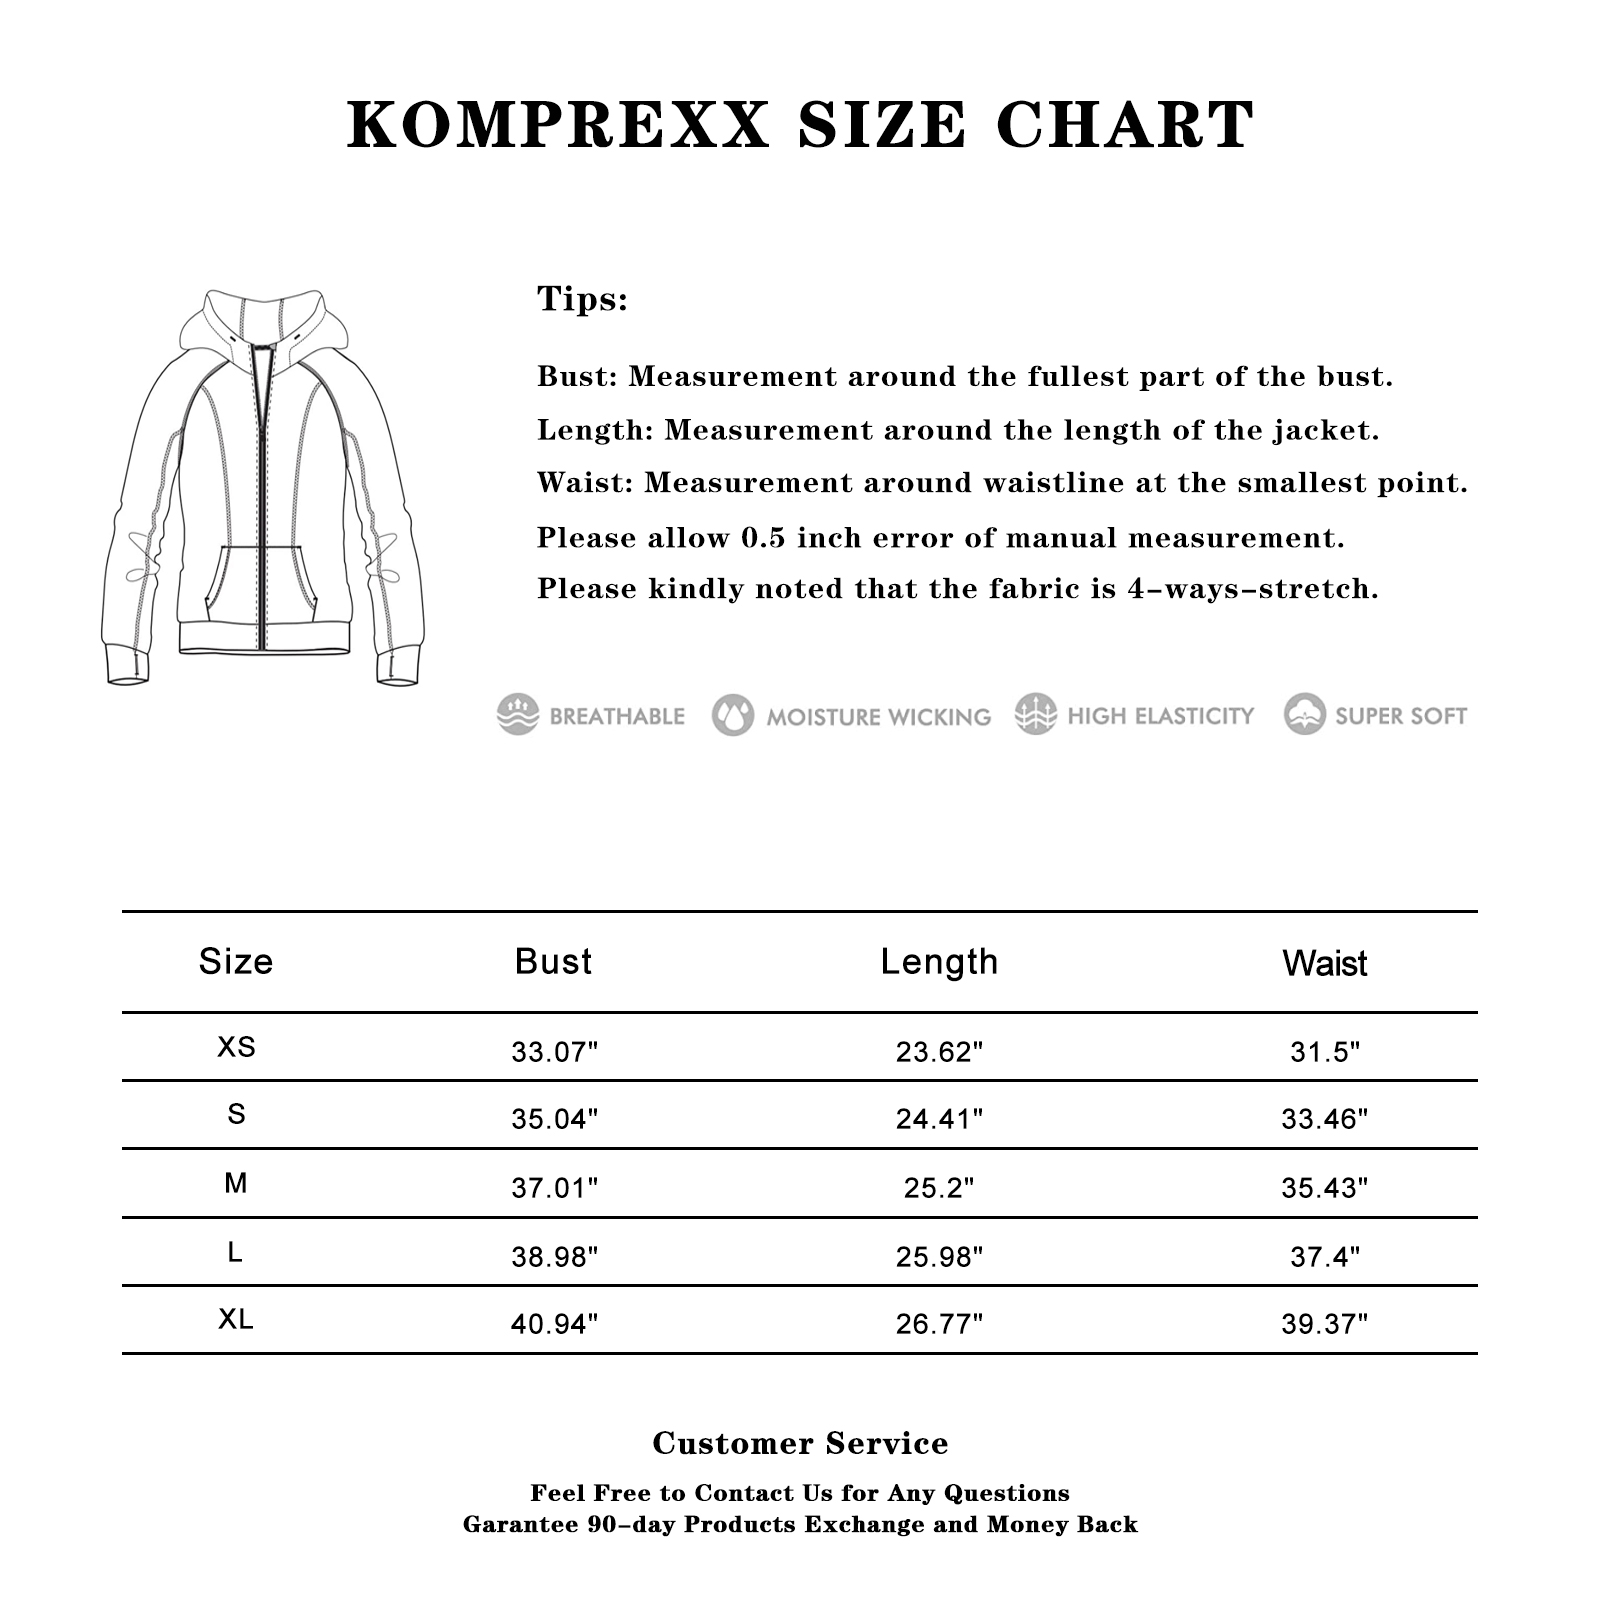 KOMPREXX SIZE CHART
Tips:
Bust: Measurement around the fullest part of the bust.
Length: Measurement around the length of the jacket.
Waist: Measurement around waistline at the smallest point.
Please allow 0.5 inch error of manual measurement.
Please kindly noted that the fabric is 4-ways-stretch.
BREATHABLE MOISTURE WICKING HIGH ELASTICITY SUPER SOFT
Size Bust Length Waist
XS 33.07" 23.62" 31.5"
S 35.04" 24.41" 33.46"
M 37.01" 25.2" 35.43"
L 38.98" 25.98" 37.4"
XL 40.94" 26.77" 39.37"
Customer Service
Feel Free to Contact Us for Any Questions
Garantee 90-day Products Exchange and Money Back